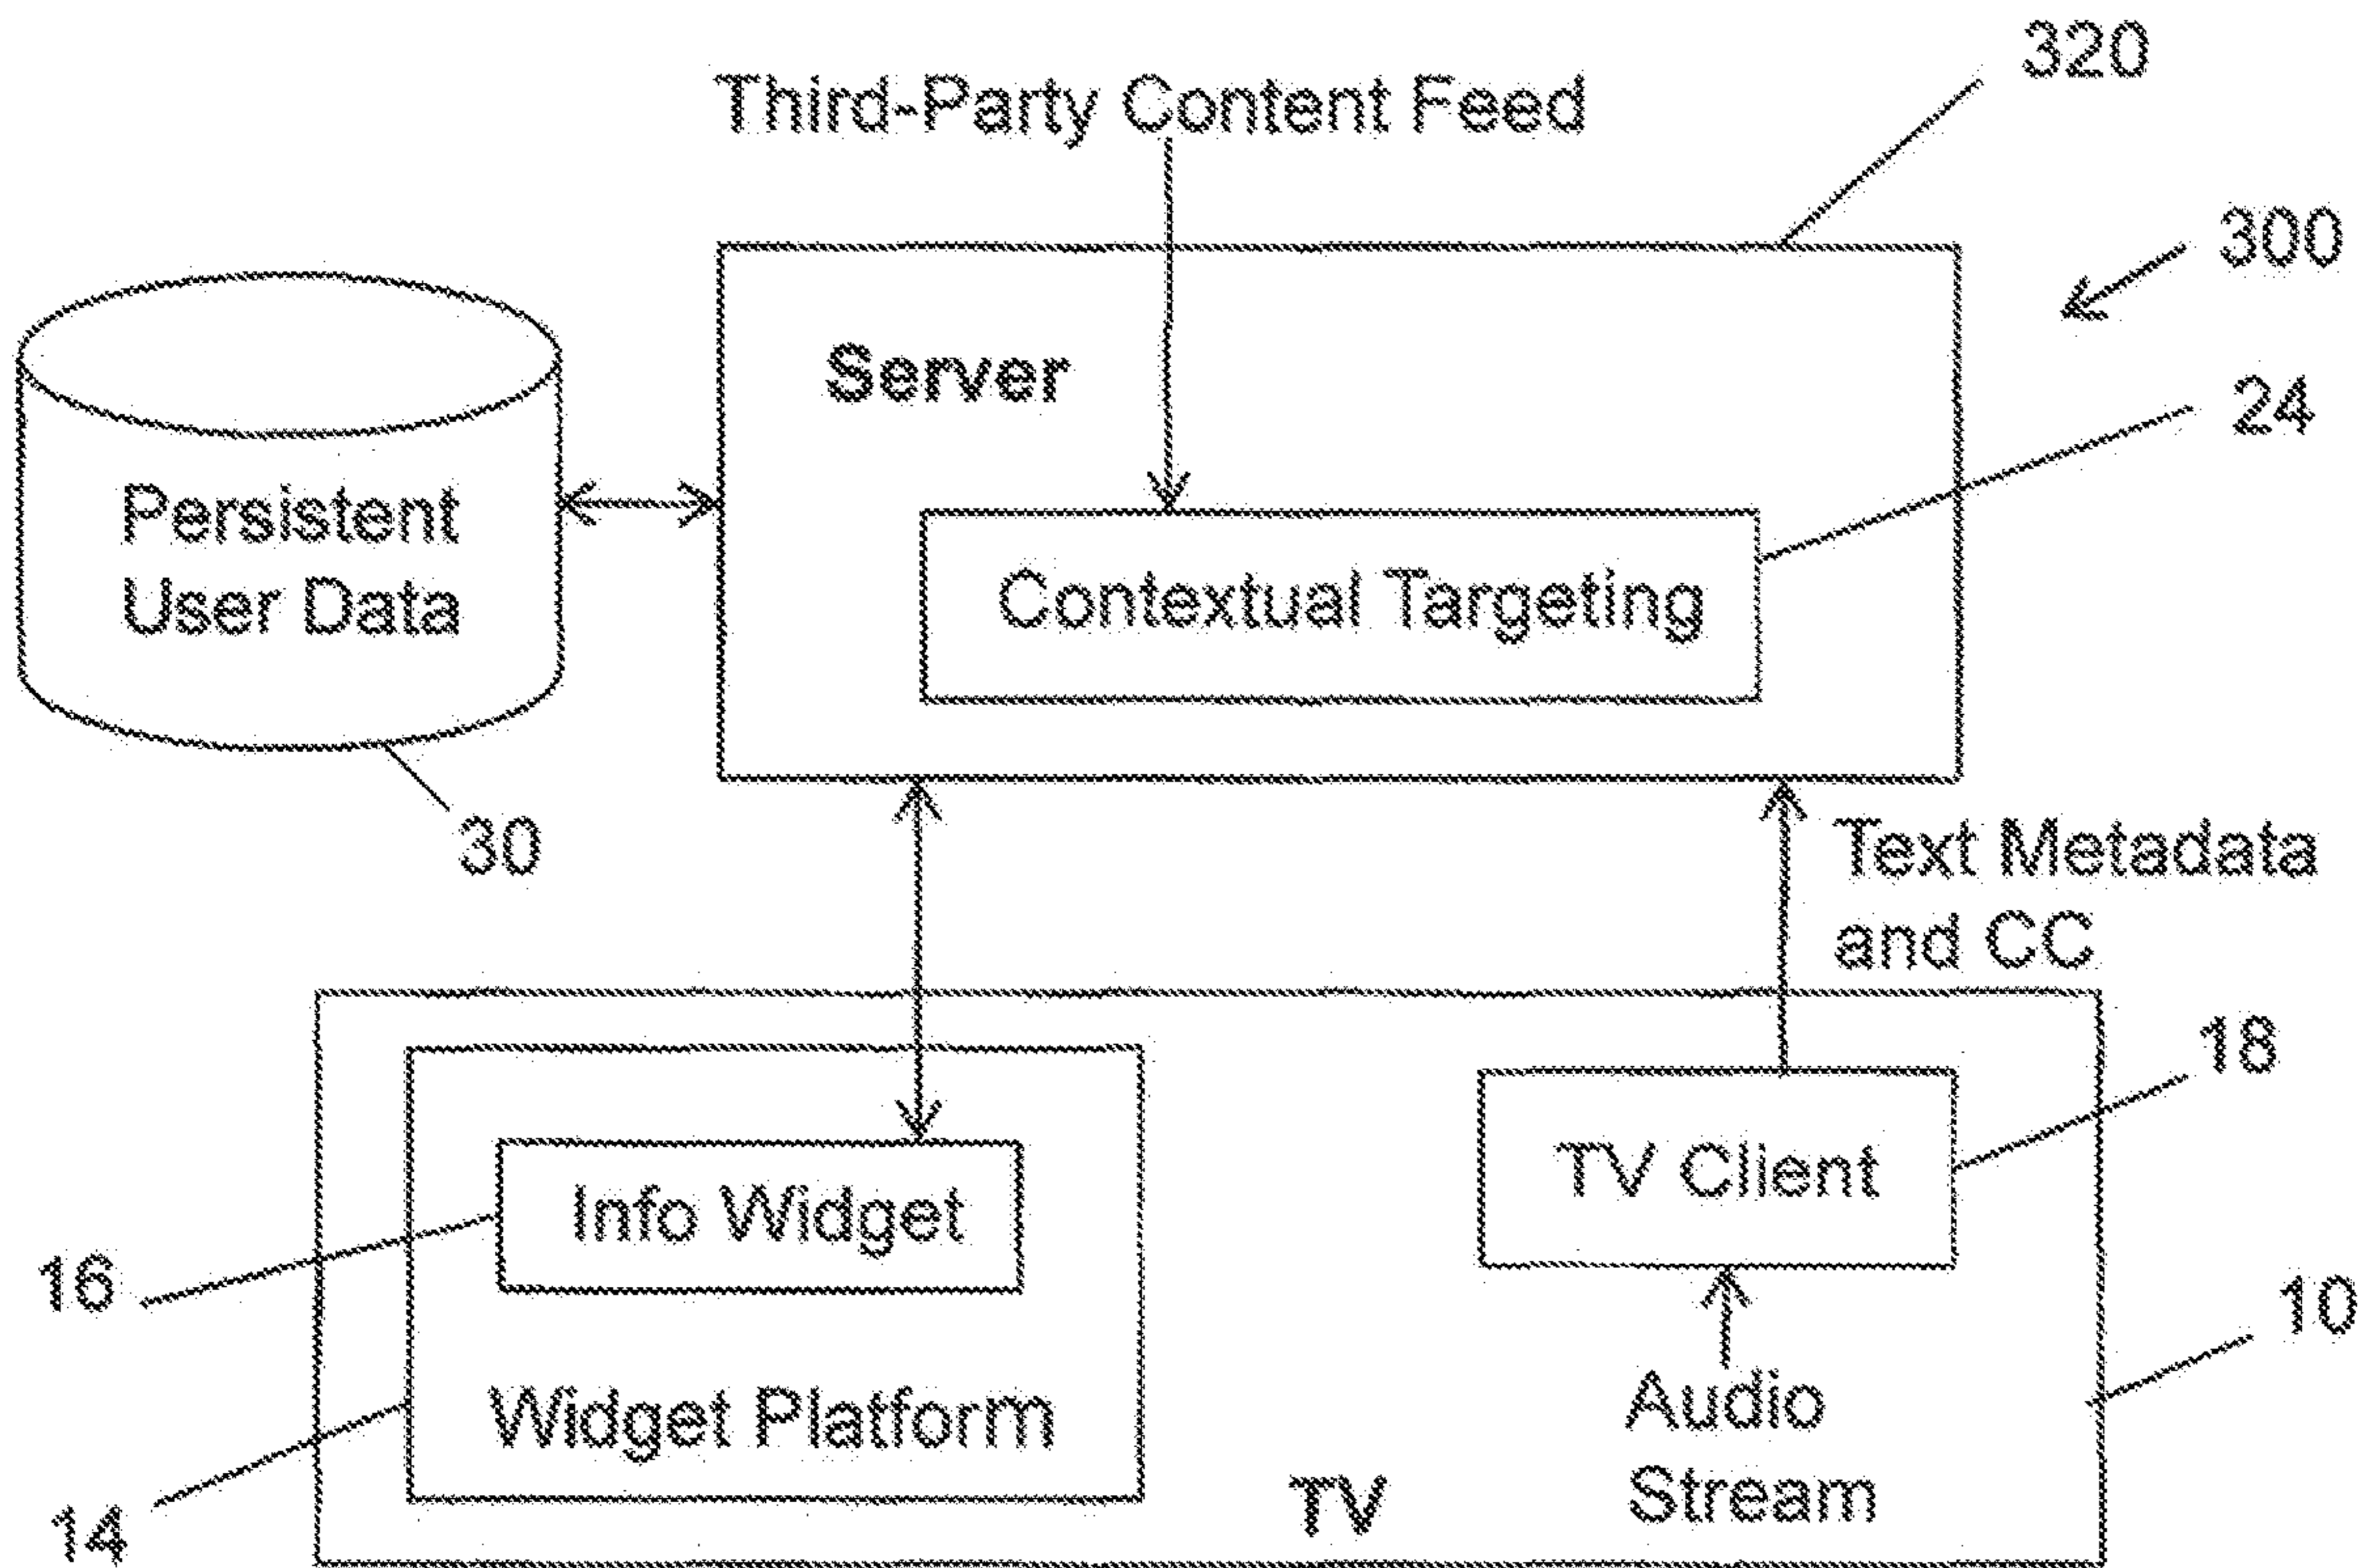 320
Third-Party Content Feed
300
Server
24
Persistent
User Data
Contextual Targeting
30
Text Metadata
and CC
18
TV Client
Info Widget
16
10
Widget Platform
Audio
Stream
TV
14